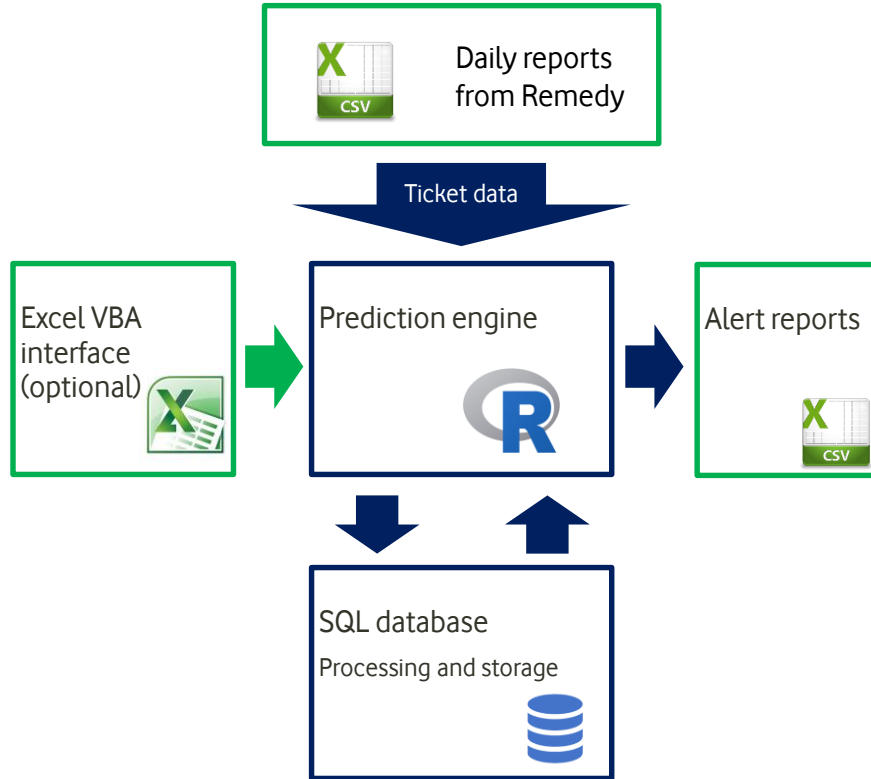 X
CSV
Daily reports
from Remedy
Ticket data
Excel VBA
interface
(optional)
X
Prediction engine
R
Alert reports
X
CSV
SQL database
Processing and storage